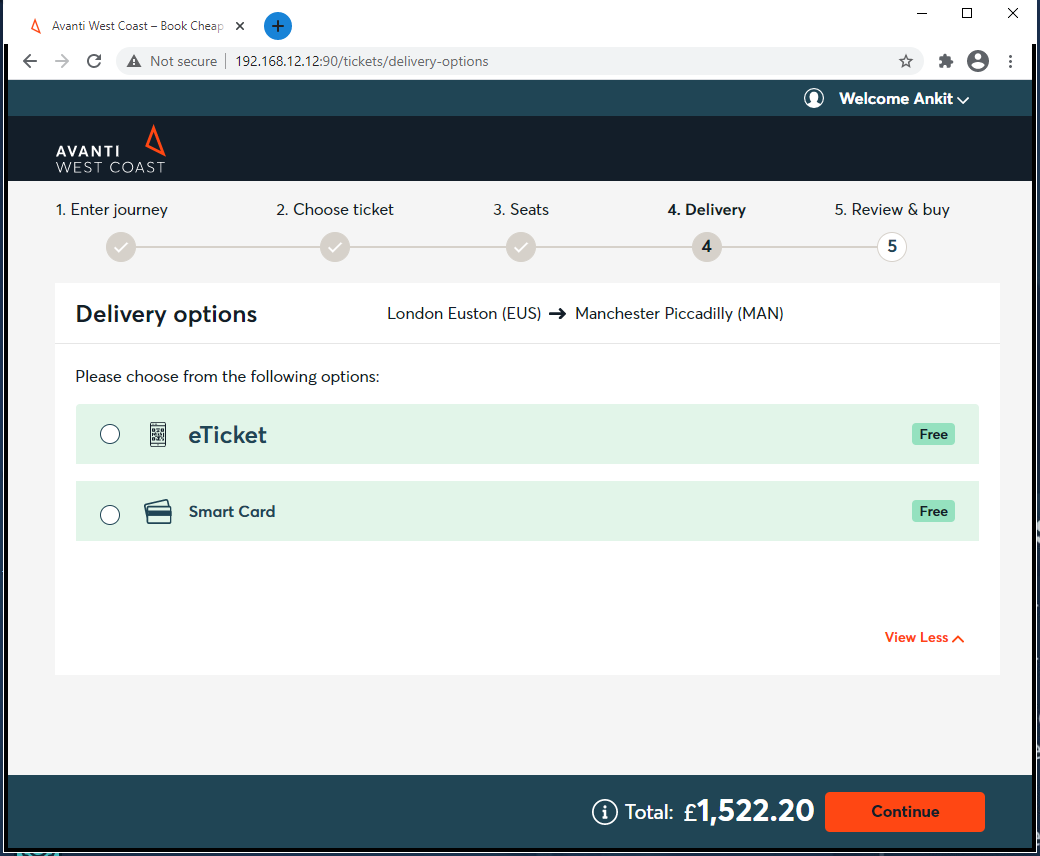 Avanti West Coast – Book Cheap
Not secure
192.168.12.12:90/tickets/delivery-options
Welcome Ankit
AVANTI
WEST COAST
1. Enter journey
2. Choose ticket
3. Seats
4. Delivery
5. Review & buy
4
5
Delivery options
London Euston (EUS) → Manchester Piccadilly (MAN)
Please choose from the following options:
eTicket
Free
Smart Card
Free
View Less
Total: £1,522.20
Continue